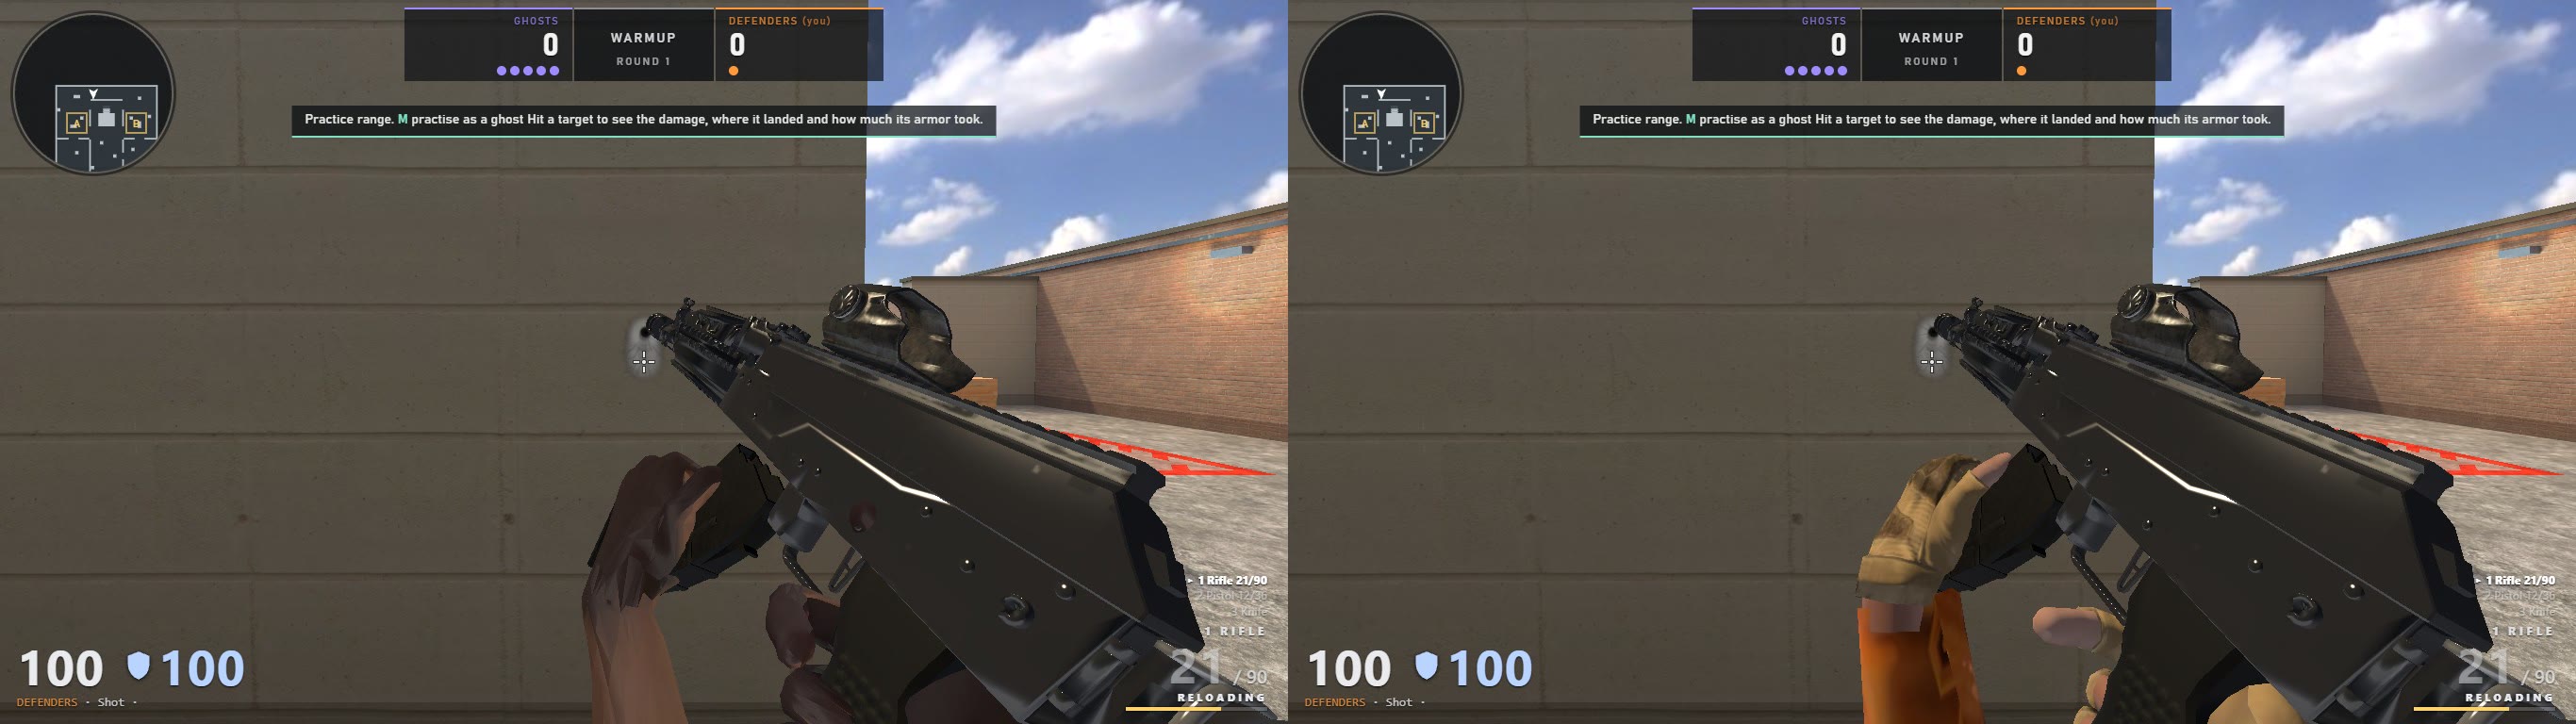 GHOSTS
0
WARMUP
ROUND 1
DEFENDERS (you)
0
Practice range. M practise as a ghost Hit a target to see the damage, where it landed and how much its armor took.
A
B
1 Rifle 21/90
2 Pistol 12/36
3 Knife
1 RIFLE
21 / 90
RELOADING
100 100
DEFENDERS · Shot ·
GHOSTS
0
WARMUP
ROUND 1
DEFENDERS (you)
0
Practice range. M practise as a ghost Hit a target to see the damage, where it landed and how much its armor took.
A
B
1 Rifle 21/90
2 Pistol 12/36
3 Knife
1 RIFLE
21 / 90
RELOADING
100 100
DEFENDERS · Shot ·